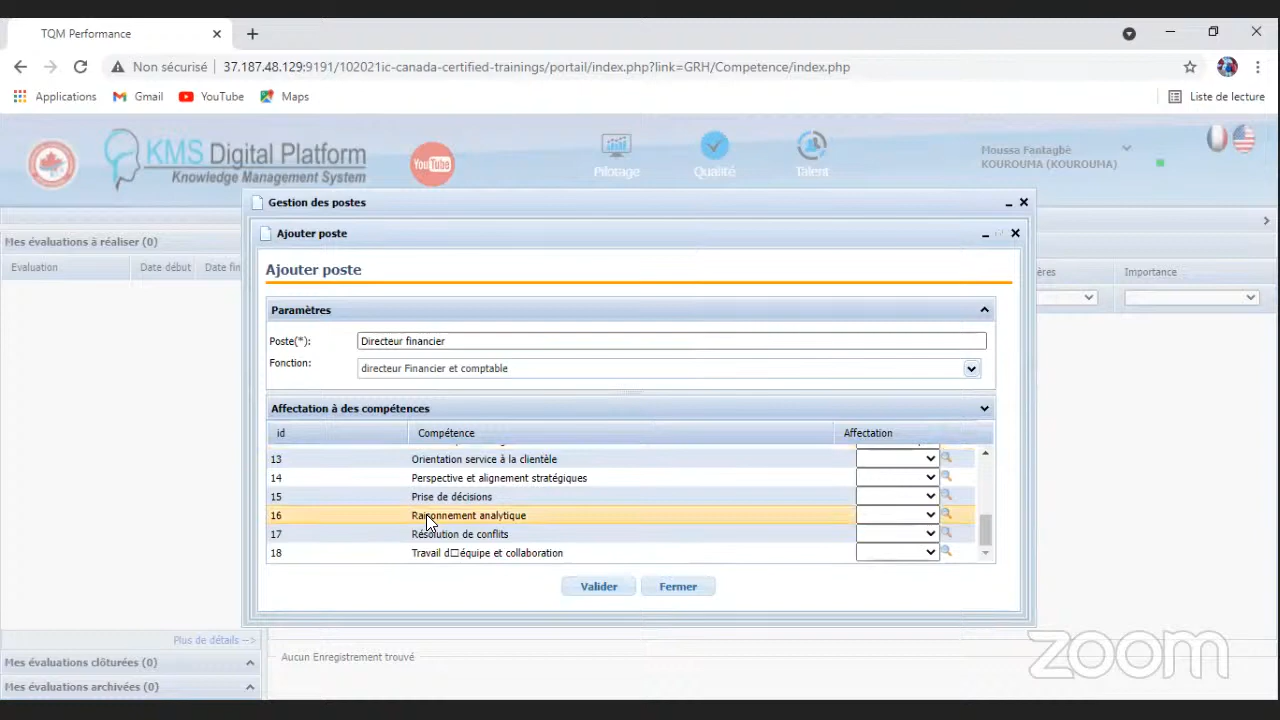 TQM Performance
Non sécurisé 37.187.48.129:9191/102021ic-canada-certified-trainings/portail/index.php?link=GRH/Competence/index.php
Applications Gmail YouTube Maps Liste de lecture
KMS Digital Platform
Knowledge Management System
YouTube
Pilotage Qualité Talent
Moussa Fantagbè
KOUROUMA (KOUROUMA)
Gestion des postes
Mes évaluations à réaliser (0)
Ajouter poste
Evaluation Date début Date fin
ères Importance
Ajouter poste
Paramètres
Poste(*): Directeur financier
Fonction: directeur Financier et comptable
Affectation à des compétences
id Compétence Affectation
13 Orientation service à la clientèle
14 Perspective et alignement stratégiques
15 Prise de décisions
16 Raisonnement analytique
17 Résolution de conflits
18 Travail d□équipe et collaboration
Valider Fermer
Plus de détails -->
Mes évaluations clôturées (0)
Aucun Enregistrement trouvé
Mes évaluations archivées (0)
zoom